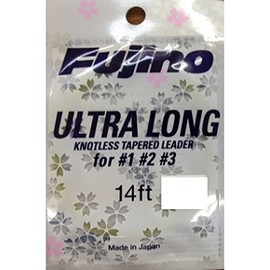 Fujino
ULTRA LONG
KNOTLESS TAPERED LEADER
for #1 #2 #3
14ft
Made in Japan